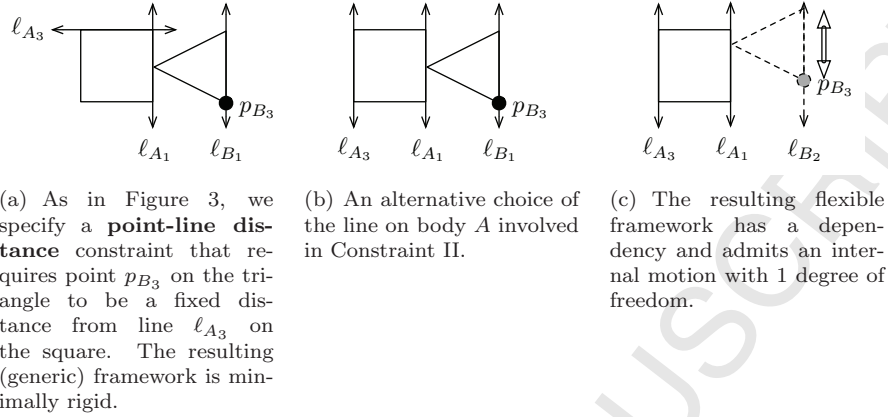 ℓA3
pB3
pB3
pB3
ℓA1
ℓB1
ℓA3
ℓA1
ℓB1
ℓA3
ℓA1
ℓB2
(a) As in Figure 3, we
specify a point-line dis-
tance constraint that re-
quires point pB3 on the tri-
angle to be a fixed dis-
tance from line ℓA3 on
the square. The resulting
(generic) framework is min-
imally rigid.
(b) An alternative choice of
the line on body A involved
in Constraint II.
(c) The resulting flexible
framework has a depen-
dency and admits an inter-
nal motion with 1 degree of
freedom.